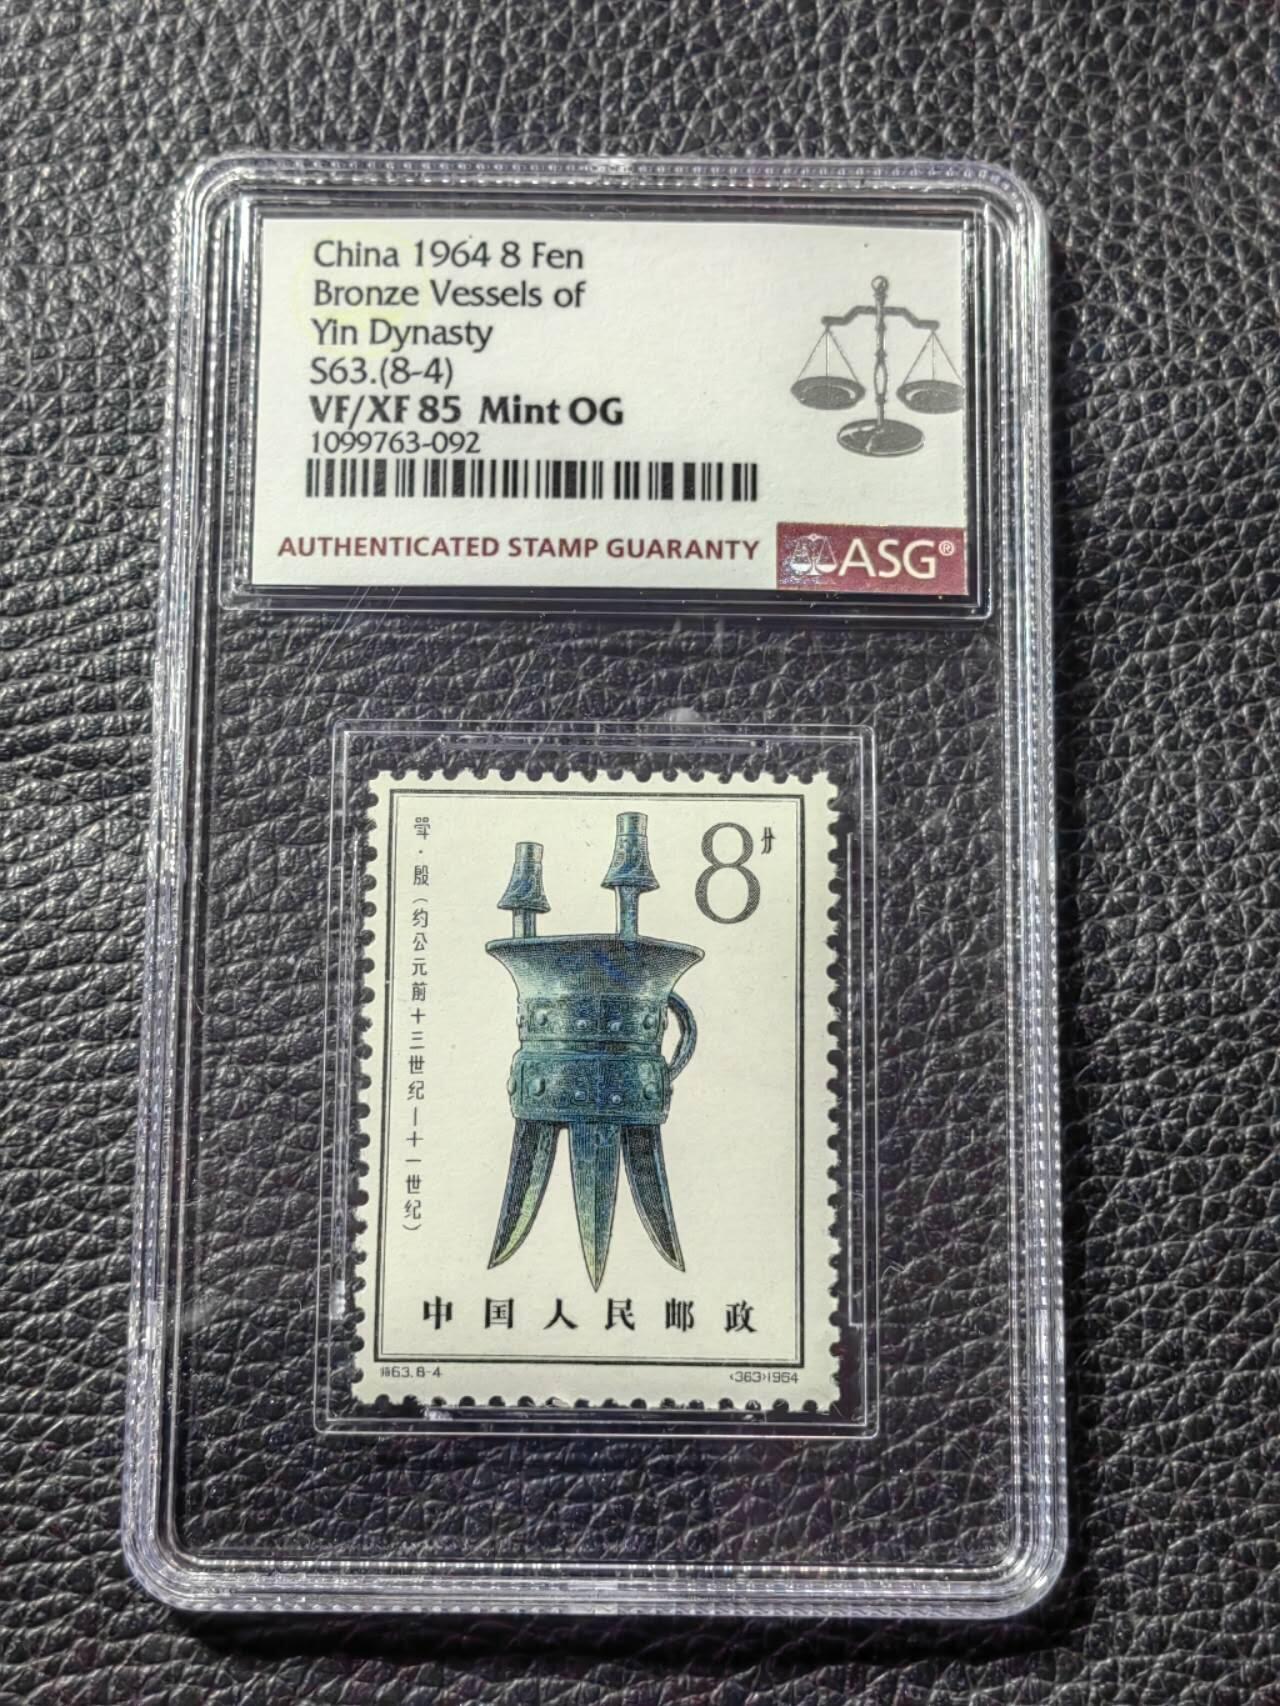 China 1964 8 Fen
Bronze Vessels of
Yin Dynasty
S63.(8-4)
VF/XF 85 Mint OG
1099763-092
AUTHENTICATED STAMP GUARANTY
ASG®
8分
斝·殷(约公元前十三世纪—十一世纪)
中国人民邮政
特63.8-4
‹363›1964